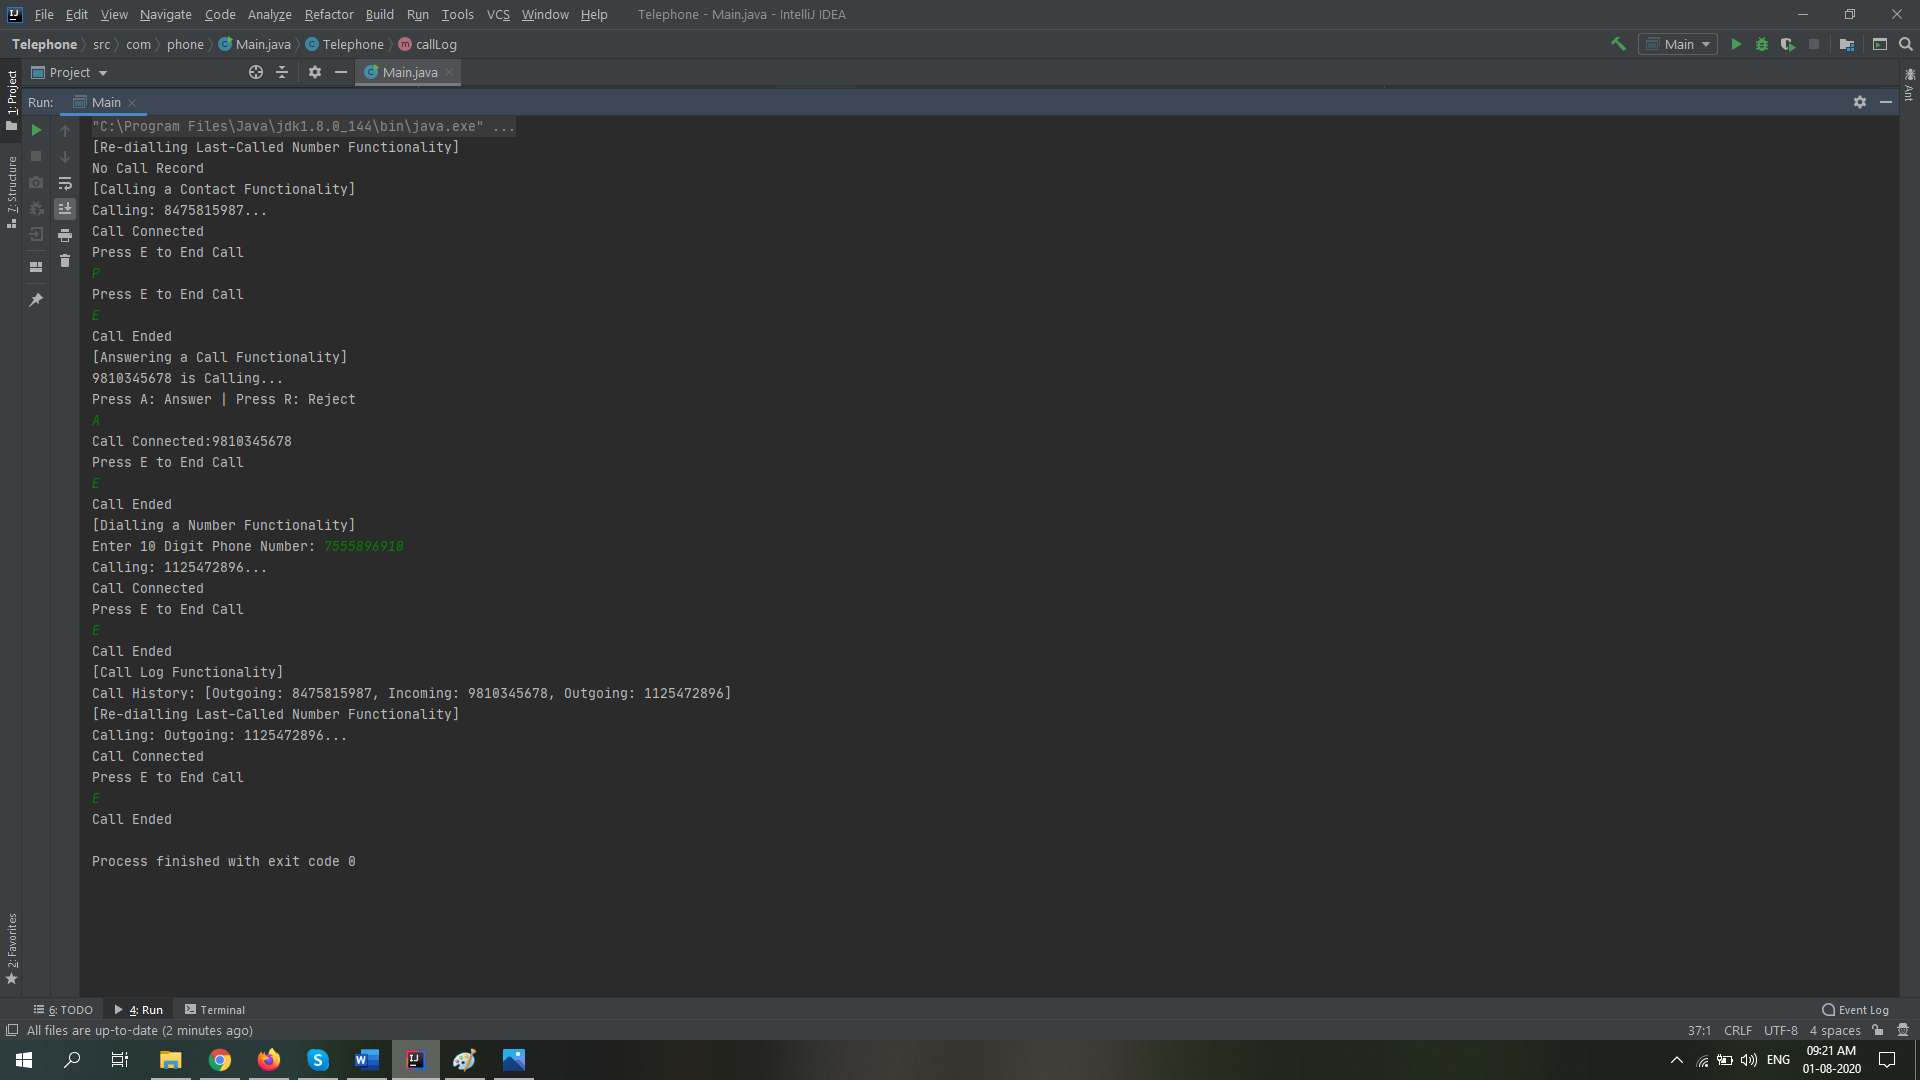 File Edit View Navigate Code Analyze Refactor Build Run Tools VCS Window Help Telephone - Main.java - IntelliJ IDEA
Telephone src com phone Main.java Telephone callLog Main
Project Main.java
1: Project
Run: Main
Ant
7: Structure
"C:\Program Files\Java\jdk1.8.0_144\bin\java.exe" ...
[Re-dialling Last-Called Number Functionality]
No Call Record
[Calling a Contact Functionality]
Calling: 8475815987...
Call Connected
Press E to End Call
P
Press E to End Call
E
Call Ended
[Answering a Call Functionality]
9810345678 is Calling...
Press A: Answer | Press R: Reject
A
Call Connected:9810345678
Press E to End Call
E
Call Ended
[Dialling a Number Functionality]
Enter 10 Digit Phone Number: 7555896910
Calling: 1125472896...
Call Connected
Press E to End Call
E
Call Ended
[Call Log Functionality]
Call History: [Outgoing: 8475815987, Incoming: 9810345678, Outgoing: 1125472896]
[Re-dialling Last-Called Number Functionality]
Calling: Outgoing: 1125472896...
Call Connected
Press E to End Call
E
Call Ended
Process finished with exit code 0
2: Favorites
6: TODO 4: Run Terminal Event Log
All files are up-to-date (2 minutes ago) 37:1 CRLF UTF-8 4 spaces
ENG 09:21 AM
01-08-2020